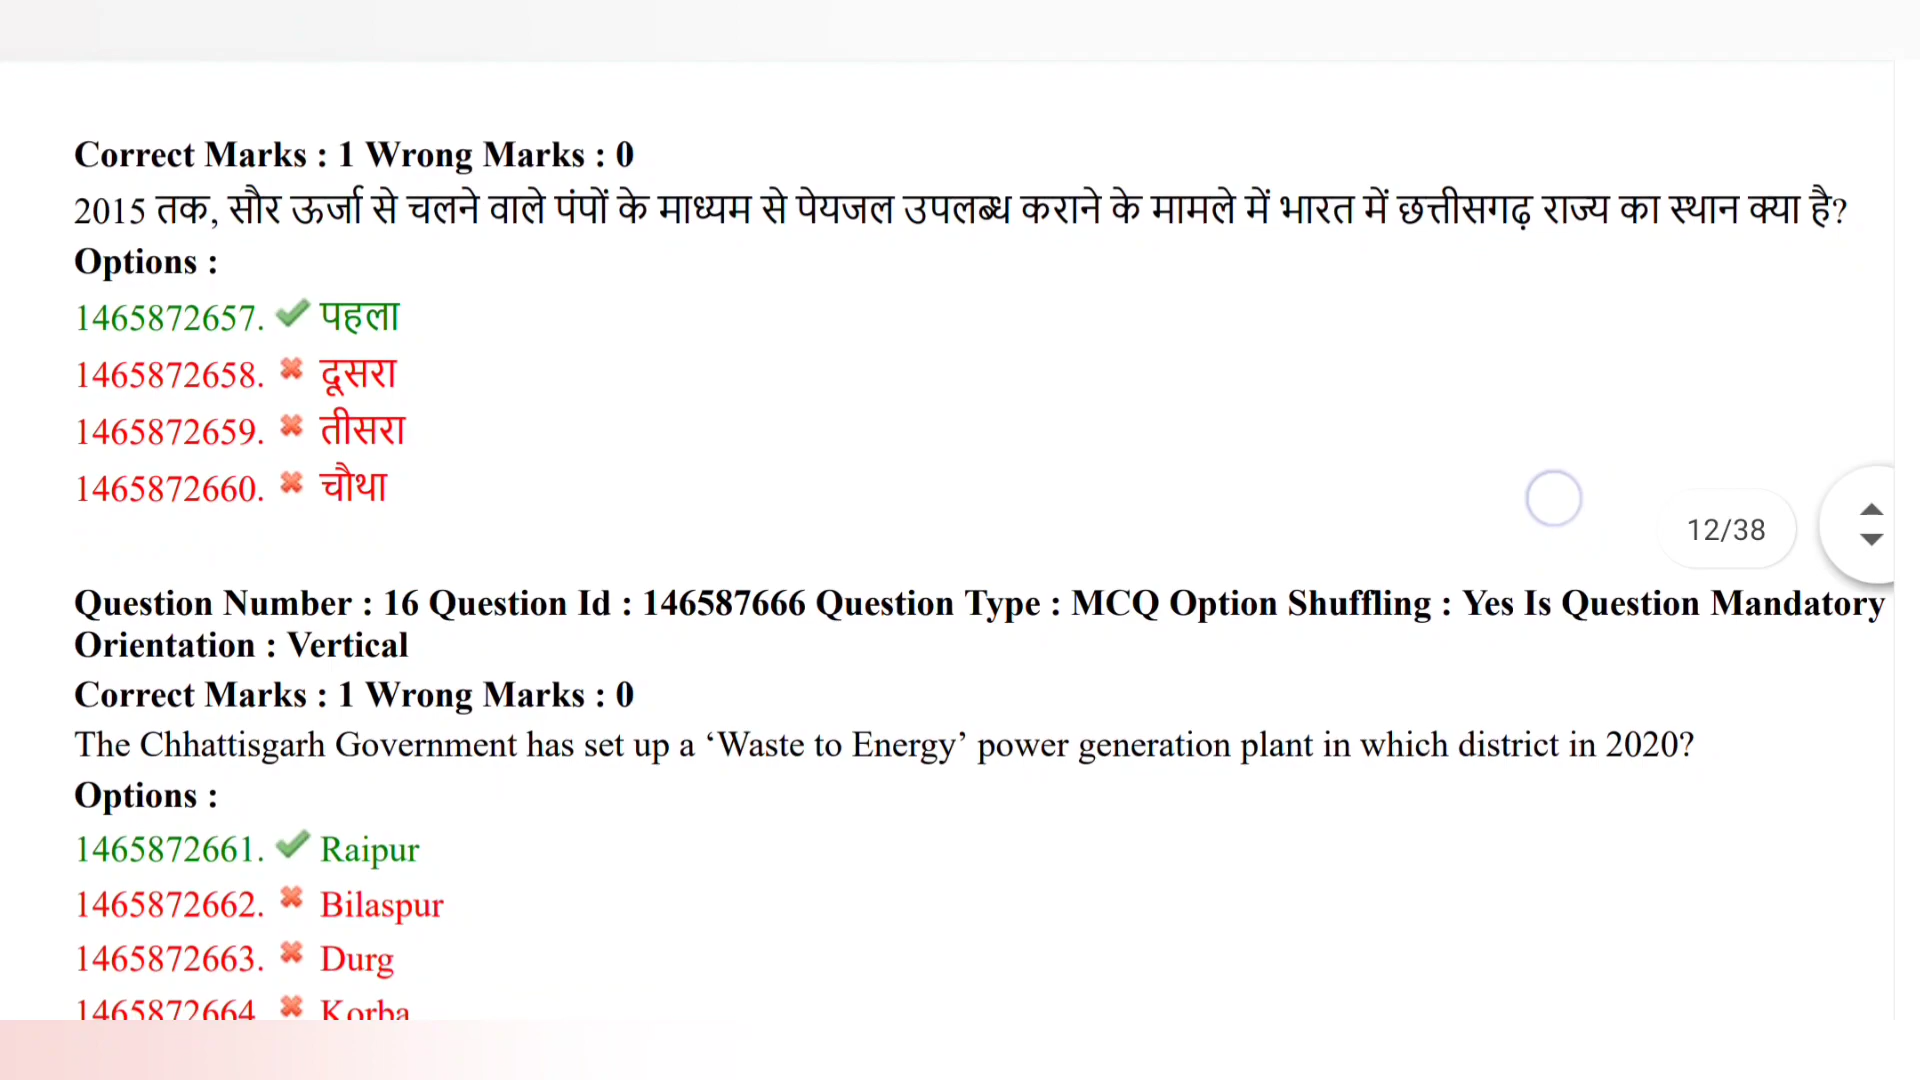 Correct Marks : 1 Wrong Marks : 0
2015 तक, सौर ऊर्जा से चलने वाले पंपों के माध्यम से पेयजल उपलब्ध कराने के मामले में भारत में छत्तीसगढ़ राज्य का स्थान क्या है?
Options :
1465872657. पहला
1465872658. दूसरा
1465872659. तीसरा
1465872660. चौथा
12/38
Question Number : 16 Question Id : 146587666 Question Type : MCQ Option Shuffling : Yes Is Question Mandatory
Orientation : Vertical
Correct Marks : 1 Wrong Marks : 0
The Chhattisgarh Government has set up a ‘Waste to Energy’ power generation plant in which district in 2020?
Options :
1465872661. Raipur
1465872662. Bilaspur
1465872663. Durg
1465872664. Korba